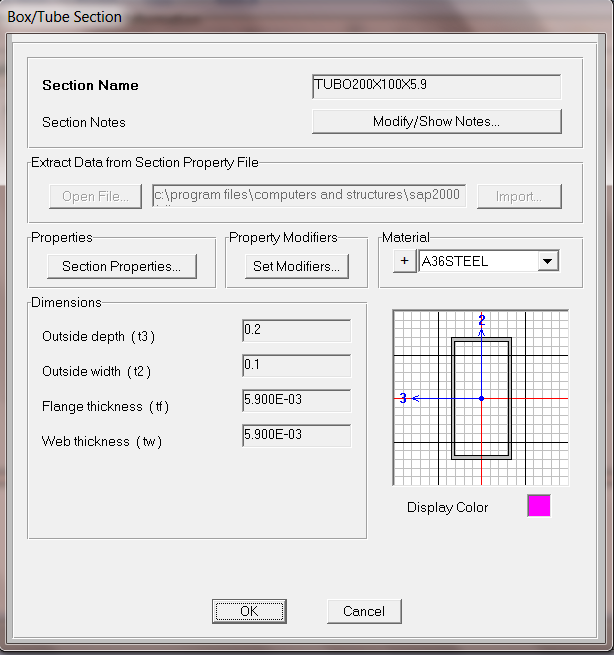 Box/Tube Section
Section Name
TUBO200X100X5.9
Section Notes
Modify/Show Notes...
Extract Data from Section Property File
Open File...
c:\program files\computers and structures\sap2000
Import...
Properties
Section Properties...
Property Modifiers
Set Modifiers...
Material
+
A36STEEL
Dimensions
Outside depth ( t3 )
0.2
Outside width ( t2 )
0.1
Flange thickness ( tf )
5.900E-03
Web thickness ( tw )
5.900E-03
2
3
Display Color
OK
Cancel